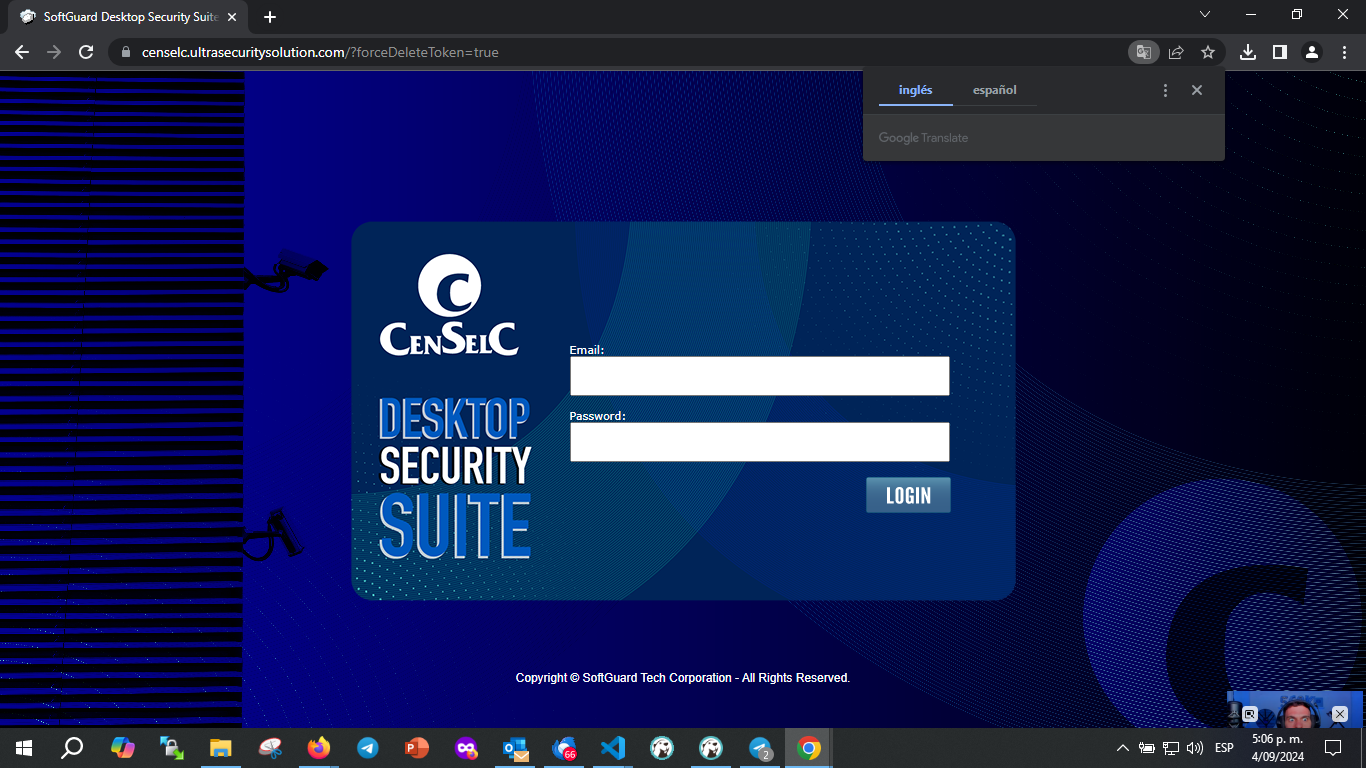 SoftGuard Desktop Security Suite
censelc.ultrasecuritysolution.com/?forceDeleteToken=true
inglés
español
Google Translate
C
CENSELC
DESKTOP
SECURITY
SUITE
Email:
Password:
LOGIN
Copyright © SoftGuard Tech Corporation - All Rights Reserved.
66
2
ESP
5:06 p. m.
4/09/2024